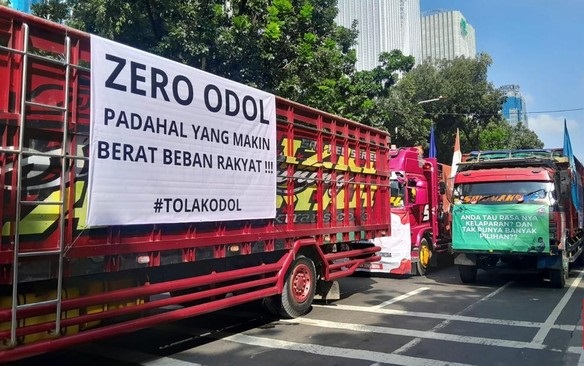 ZERO ODOL
PADAHAL YANG MAKIN
BERAT BEBAN RAKYAT !!!
#TOLAKODOL
ANDA TAU RASA NYA
KELAPARAN? DAN
TAK PUNYA BANYAK
PILIHAN??